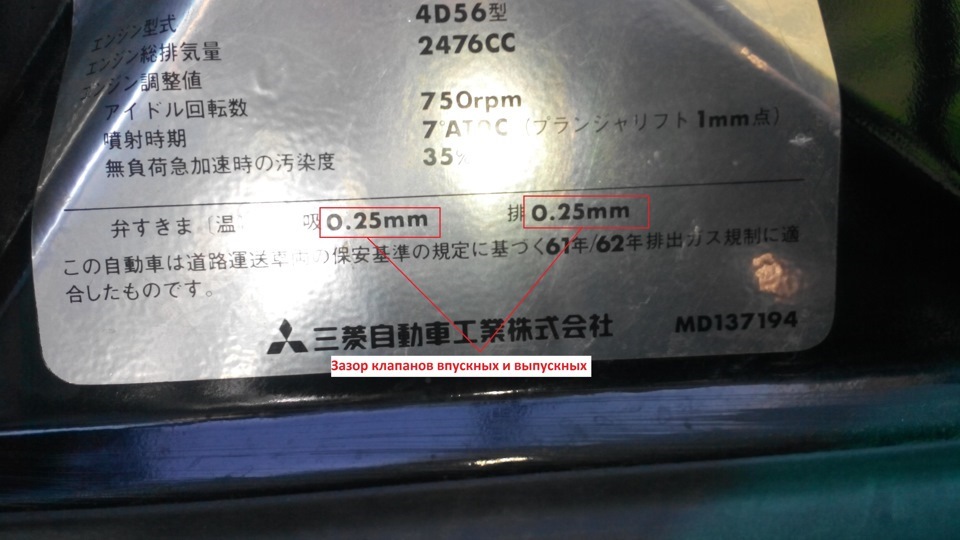 エンジン型式 4D56型
エンジン総排気量 2476CC
エンジン調整値
アイドル回転数 750rpm
噴射時期 7° (プランジャリフト1mm点)
無負荷急加速時の汚染度 35%
弁すきま〔温 吸 0.25mm 排 0.25mm
この自動車は道路運送車両の保安基準の規定に基づく61年/62年排出ガス規制に適
合したものです。
三菱自動車工業株式会社 MD137194
Зазор клапанов впускных и выпускных